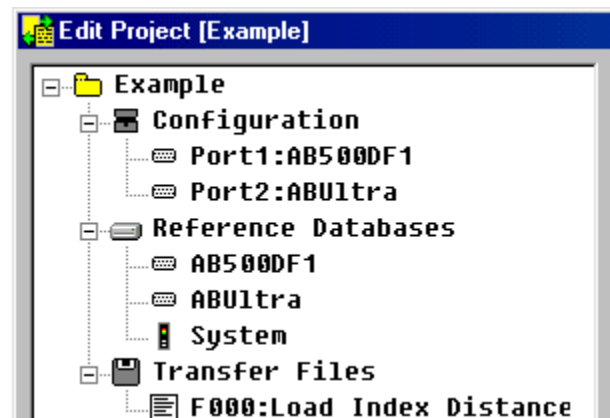 Edit Project [Example]
Example
Configuration
Port1:AB500DF1
Port2:ABUltra
Reference Databases
AB500DF1
ABUltra
System
Transfer Files
F000:Load Index Distance